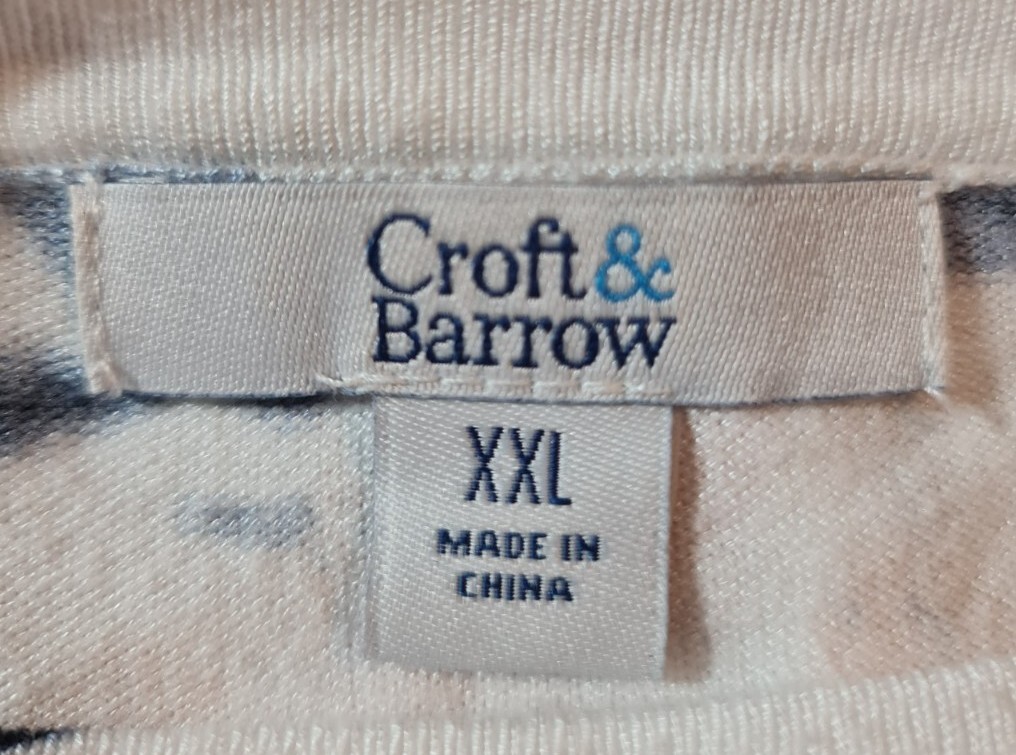 Croft &
Barrow
XXL
MADE IN
CHINA